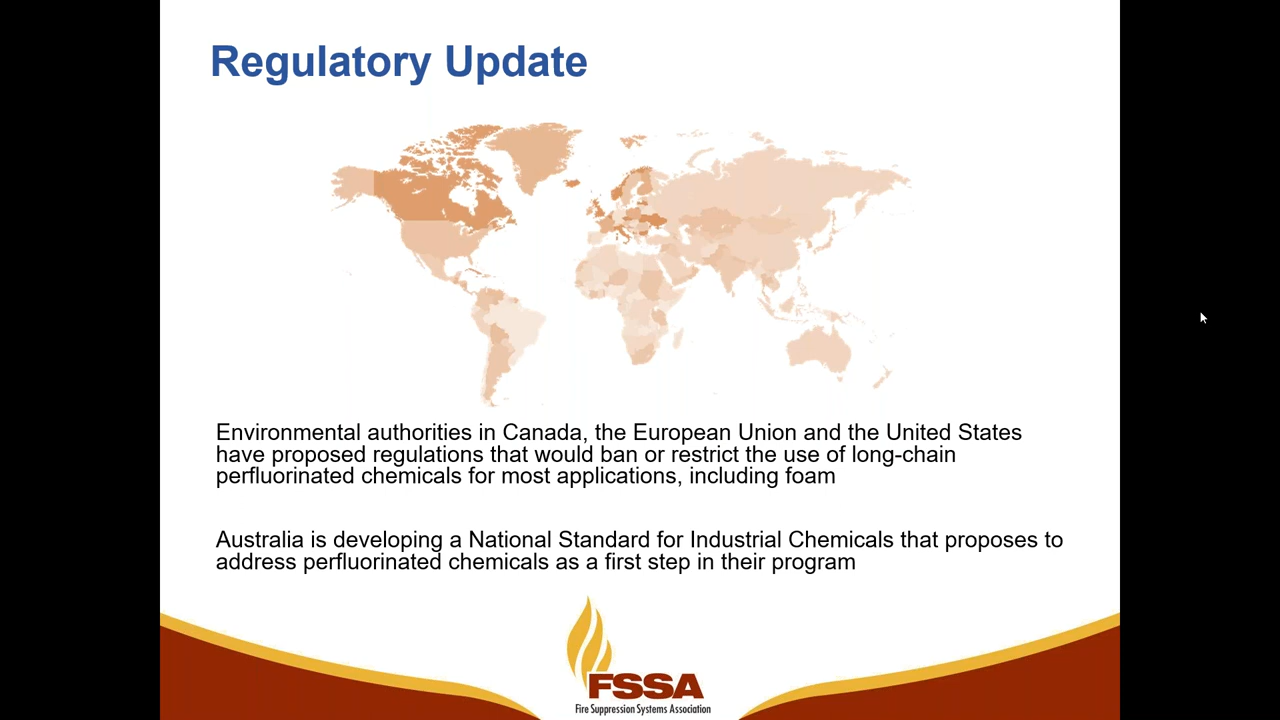 Regulatory Update
Environmental authorities in Canada, the European Union and the United States
have proposed regulations that would ban or restrict the use of long-chain
perfluorinated chemicals for most applications, including foam
Australia is developing a National Standard for Industrial Chemicals that proposes to
address perfluorinated chemicals as a first step in their program
FSSA
Fire Suppression Systems Association